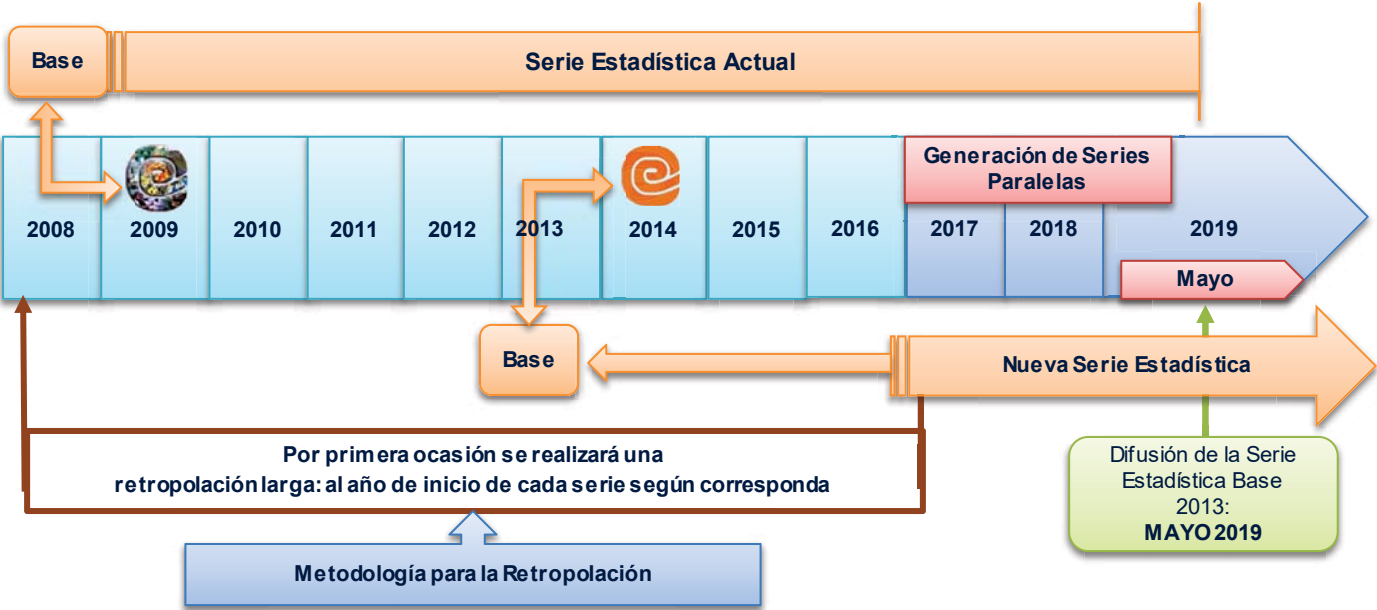 Base
Serie Estadística Actual
Generación de Series
Paralelas
2008
2009
2010
2011
2012
2013
2014
2015
2016
2017
2018
2019
Mayo
Base
Nueva Serie Estadística
Por primera ocasión se realizará una
retropolación larga: al año de inicio de cada serie según corresponda
Difusión de la Serie
Estadística Base
2013:
MAYO 2019
Metodología para la Retropolación